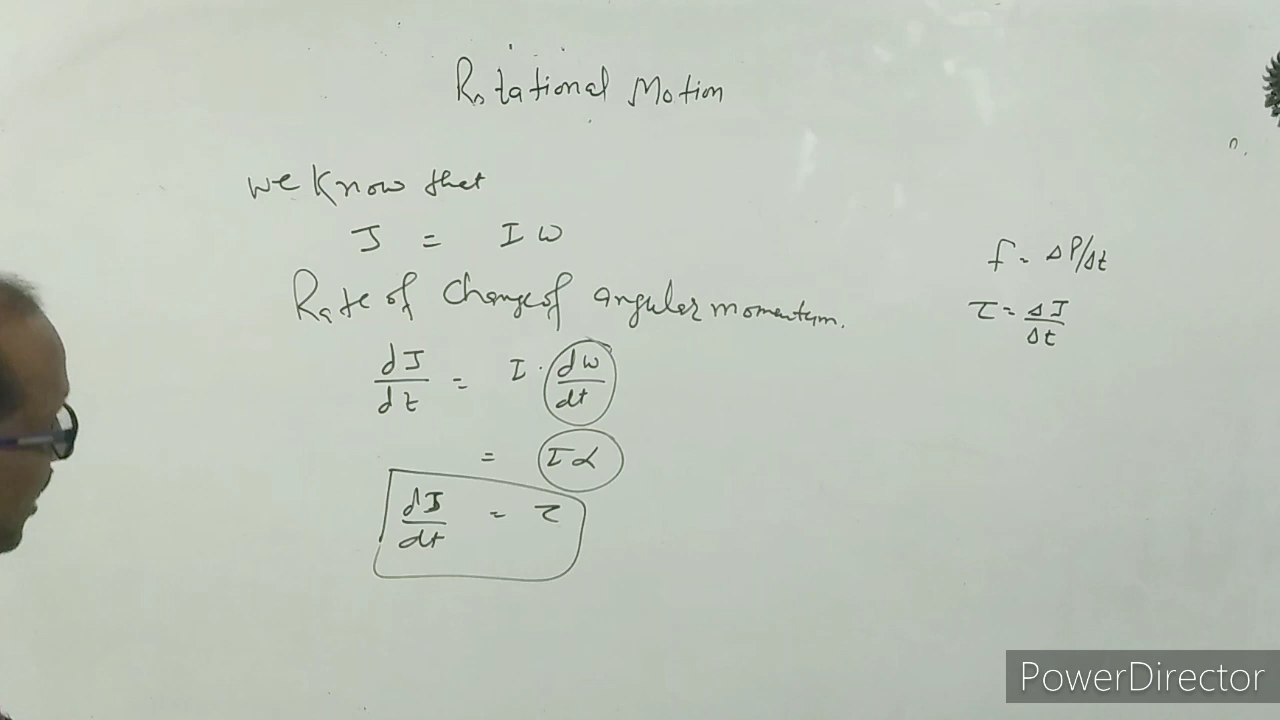 Rotational Motion
We Know that
J = I ω
Rate of Change of angular momentum.
dJ/dt = I · dω/dt
= Iα
dJ/dt = τ
f = ΔP/Δt
τ = ΔJ/Δt
PowerDirector